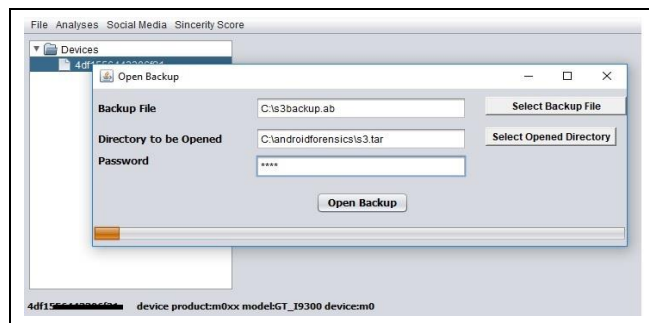 File Analyses Social Media Sincerity Score
Devices
Open Backup
Backup File C:\s3backup.ab Select Backup File
Directory to be Opened C:\androidforensics\s3.tar Select Opened Directory
Password ****
Open Backup
device product:m0xx model:GT_I9300 device:m0